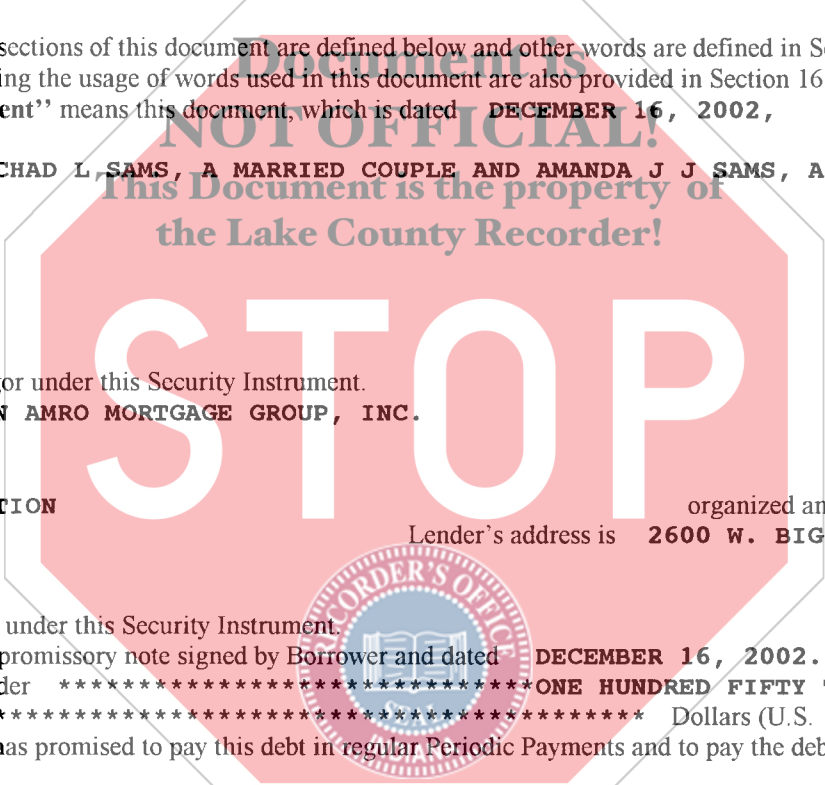 sections of this document are defined below and other words are defined in Se
Document is
ing the usage of words used in this document are also provided in Section 16
ent" means this document, which is dated DECEMBER 16, 2002,
NOT OFFICIAL!
CHAD L SAMS, A MARRIED COUPLE AND AMANDA J J SAMS, A
This Document is the property of
the Lake County Recorder!
STOP
or under this Security Instrument.
N AMRO MORTGAGE GROUP, INC.
TION organized an
Lender's address is 2600 W. BIG
RECORDER'S OFFICE
under this Security Instrument.
promissory note signed by Borrower and dated DECEMBER 16, 2002.
der ******************************ONE HUNDRED FIFTY
***************************************** Dollars (U.S.
SEAL
has promised to pay this debt in regular Periodic Payments and to pay the deb
INDIANA